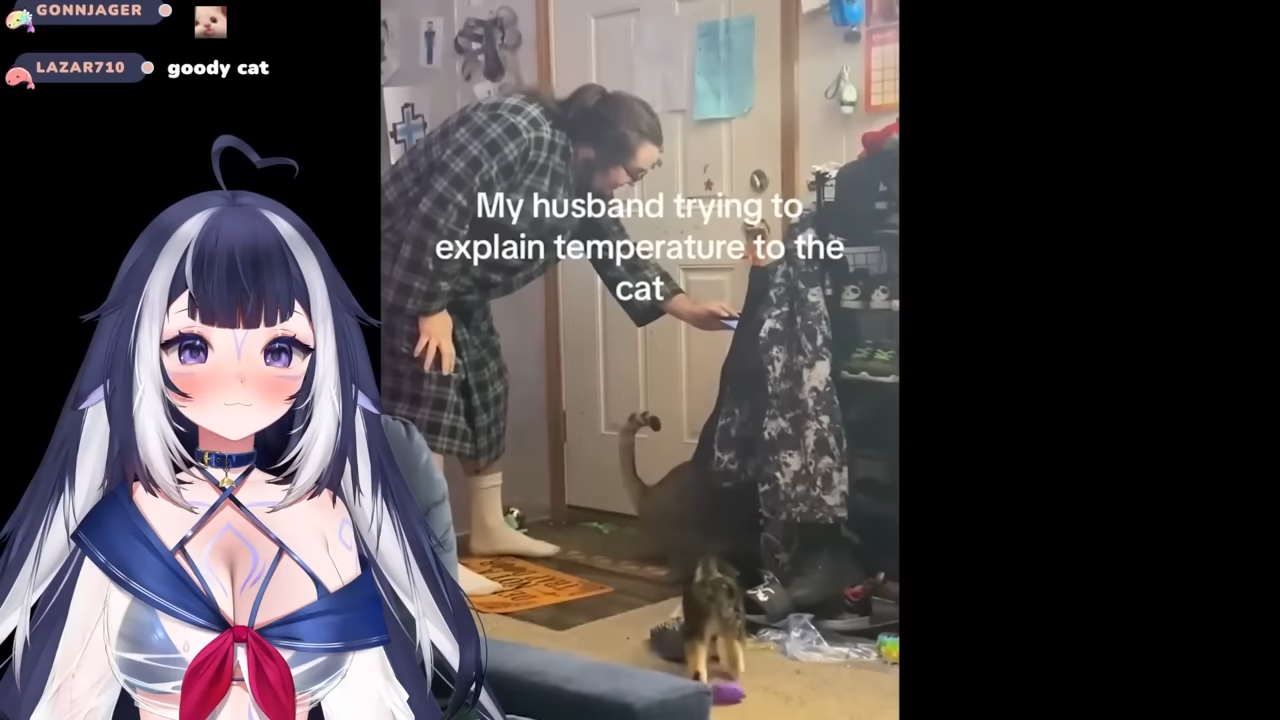 GONNJAGER
LAZAR710 goody cat
My husband trying to
explain temperature to the
cat